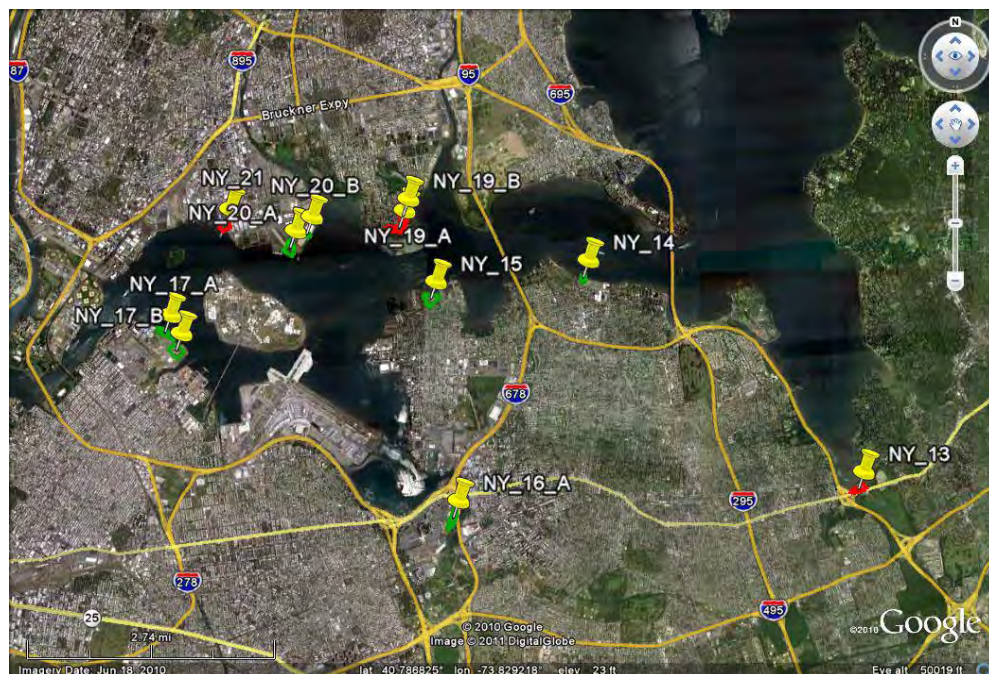 N
87
895
95
695
Bruckner Expy
NY_21
NY_20_B
NY_19_B
NY_20_A
NY_19_A
NY_14
NY_15
NY_17_A
NY_17_B
678
NY_13
NY_16_A
295
278
495
25
2.74 mi
© 2010 Google
Image © 2011 DigitalGlobe
©2010 Google
Imagery Date: Jun 18, 2010
lat 40.786825° lon -73.829218° elev 23 ft
Eye alt 50019 ft